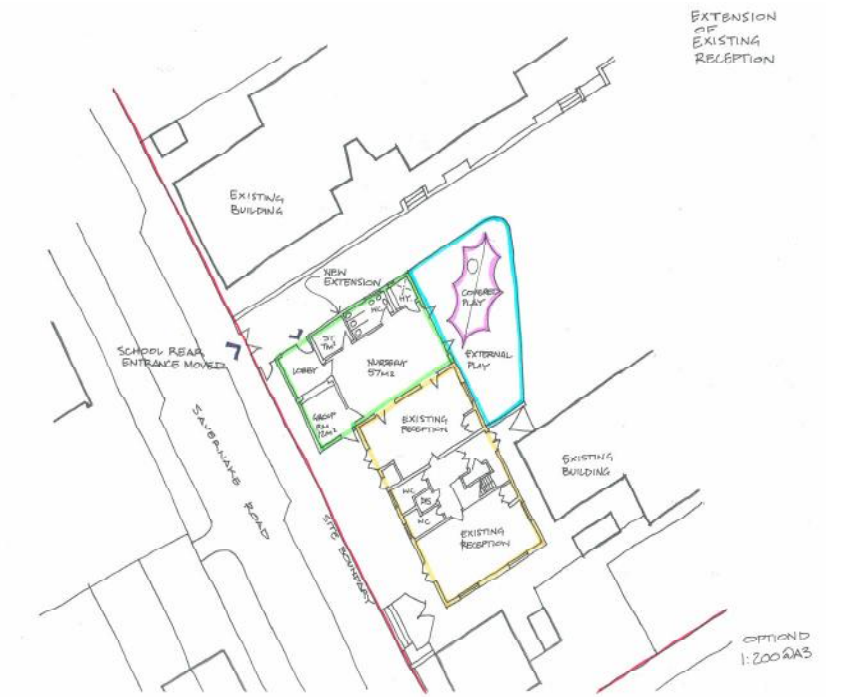 EXTENSION
OF
EXISTING
RECEPTION
EXISTING
BUILDING
NEW
EXTENSION
HY.
WC
COVERED
PLAY
SCHOOL REAR
ENTRANCE MOVED
LOBBY
NURSERY
57M2
EXTERNAL
PLAY
GROUP
RM
12M2
EXISTING
RECEPTION
SAVERNAKE ROAD
EXISTING
BUILDING
WC
WC
EXISTING
RECEPTION
SITE BOUNDARY
OPTION D
1:200@A3